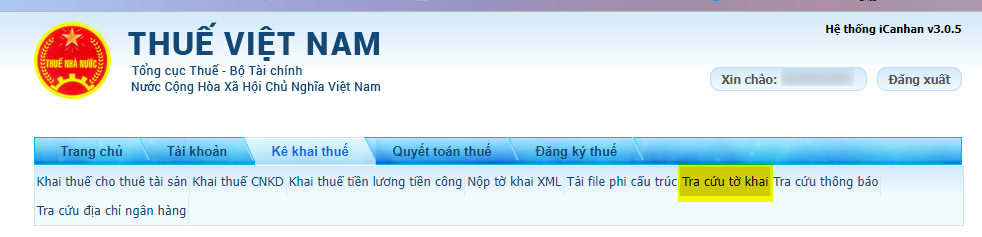 Hệ thống iCanhan v3.0.5
THUẾ NHÀ NƯỚC
THUẾ VIỆT NAM
Tổng cục Thuế - Bộ Tài chính
Nước Cộng Hòa Xã Hội Chủ Nghĩa Việt Nam
Xin chào:
Đăng xuất
Trang chủ Tài khoản Kê khai thuế Quyết toán thuế Đăng ký thuế
Khai thuế cho thuê tài sản Khai thuế CNKD Khai thuế tiền lương tiền công Nộp tờ khai XML Tải file phi cấu trúc Tra cứu tờ khai Tra cứu thông báo
Tra cứu địa chỉ ngân hàng